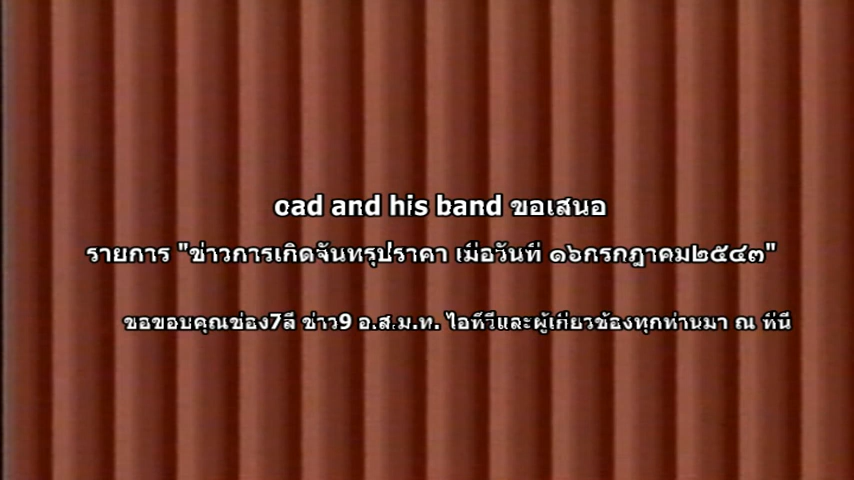 oad and his band ขอเสนอ
รายการ "ข่าวการเกิดจันทรุปราคา เมื่อวันที่ ๑๖กรกฎาคม๒๕๔๓"
ขอขอบคุณช่อง7สี ข่าว9 อ.ส.ม.ท. ไอทีวีและผู้เกี่ยวข้องทุกท่านมา ณ ที่นี้